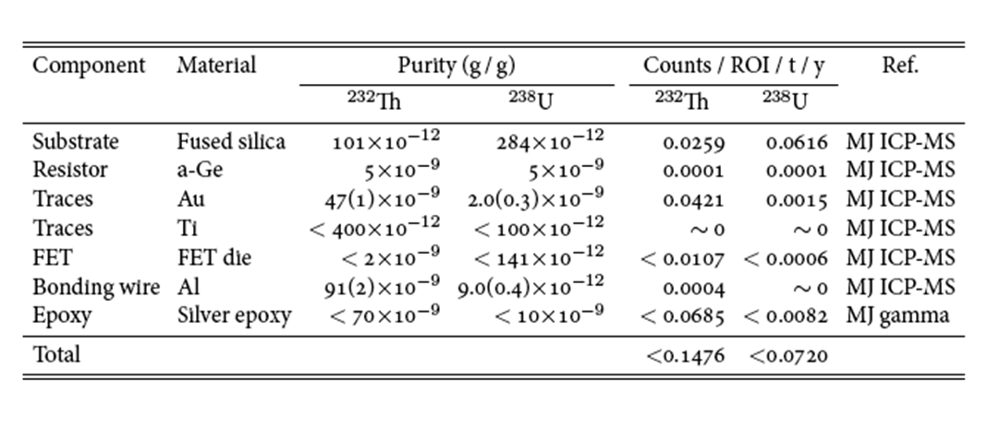 Component Material Purity (g / g) Counts / ROI / t / y Ref.
²³²Th ²³⁸U ²³²Th ²³⁸U
Substrate Fused silica 101×10⁻¹² 284×10⁻¹² 0.0259 0.0616 MJ ICP-MS
Resistor a-Ge 5×10⁻⁹ 5×10⁻⁹ 0.0001 0.0001 MJ ICP-MS
Traces Au 47(1)×10⁻⁹ 2.0(0.3)×10⁻⁹ 0.0421 0.0015 MJ ICP-MS
Traces Ti < 400×10⁻¹² < 100×10⁻¹² ~ 0 ~ 0 MJ ICP-MS
FET FET die < 2×10⁻⁹ < 141×10⁻¹² < 0.0107 < 0.0006 MJ ICP-MS
Bonding wire Al 91(2)×10⁻⁹ 9.0(0.4)×10⁻¹² 0.0004 ~ 0 MJ ICP-MS
Epoxy Silver epoxy < 70×10⁻⁹ < 10×10⁻⁹ < 0.0685 < 0.0082 MJ gamma
Total <0.1476 <0.0720